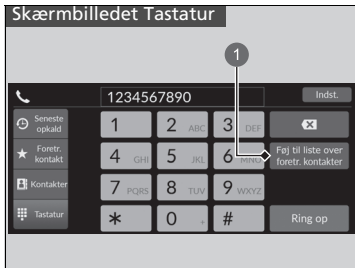 Skærmbilledet Tastatur
1
1234567890
Indst.
Seneste
opkald
1
2 ABC
3 DEF
Foretr.
kontakt
4 GHI
5 JKL
6 MNO
Føj til liste over
foretr. kontakter
Kontakter
7 PQRS
8 TUV
9 WXYZ
Tastatur
*
0 +
#
Ring op